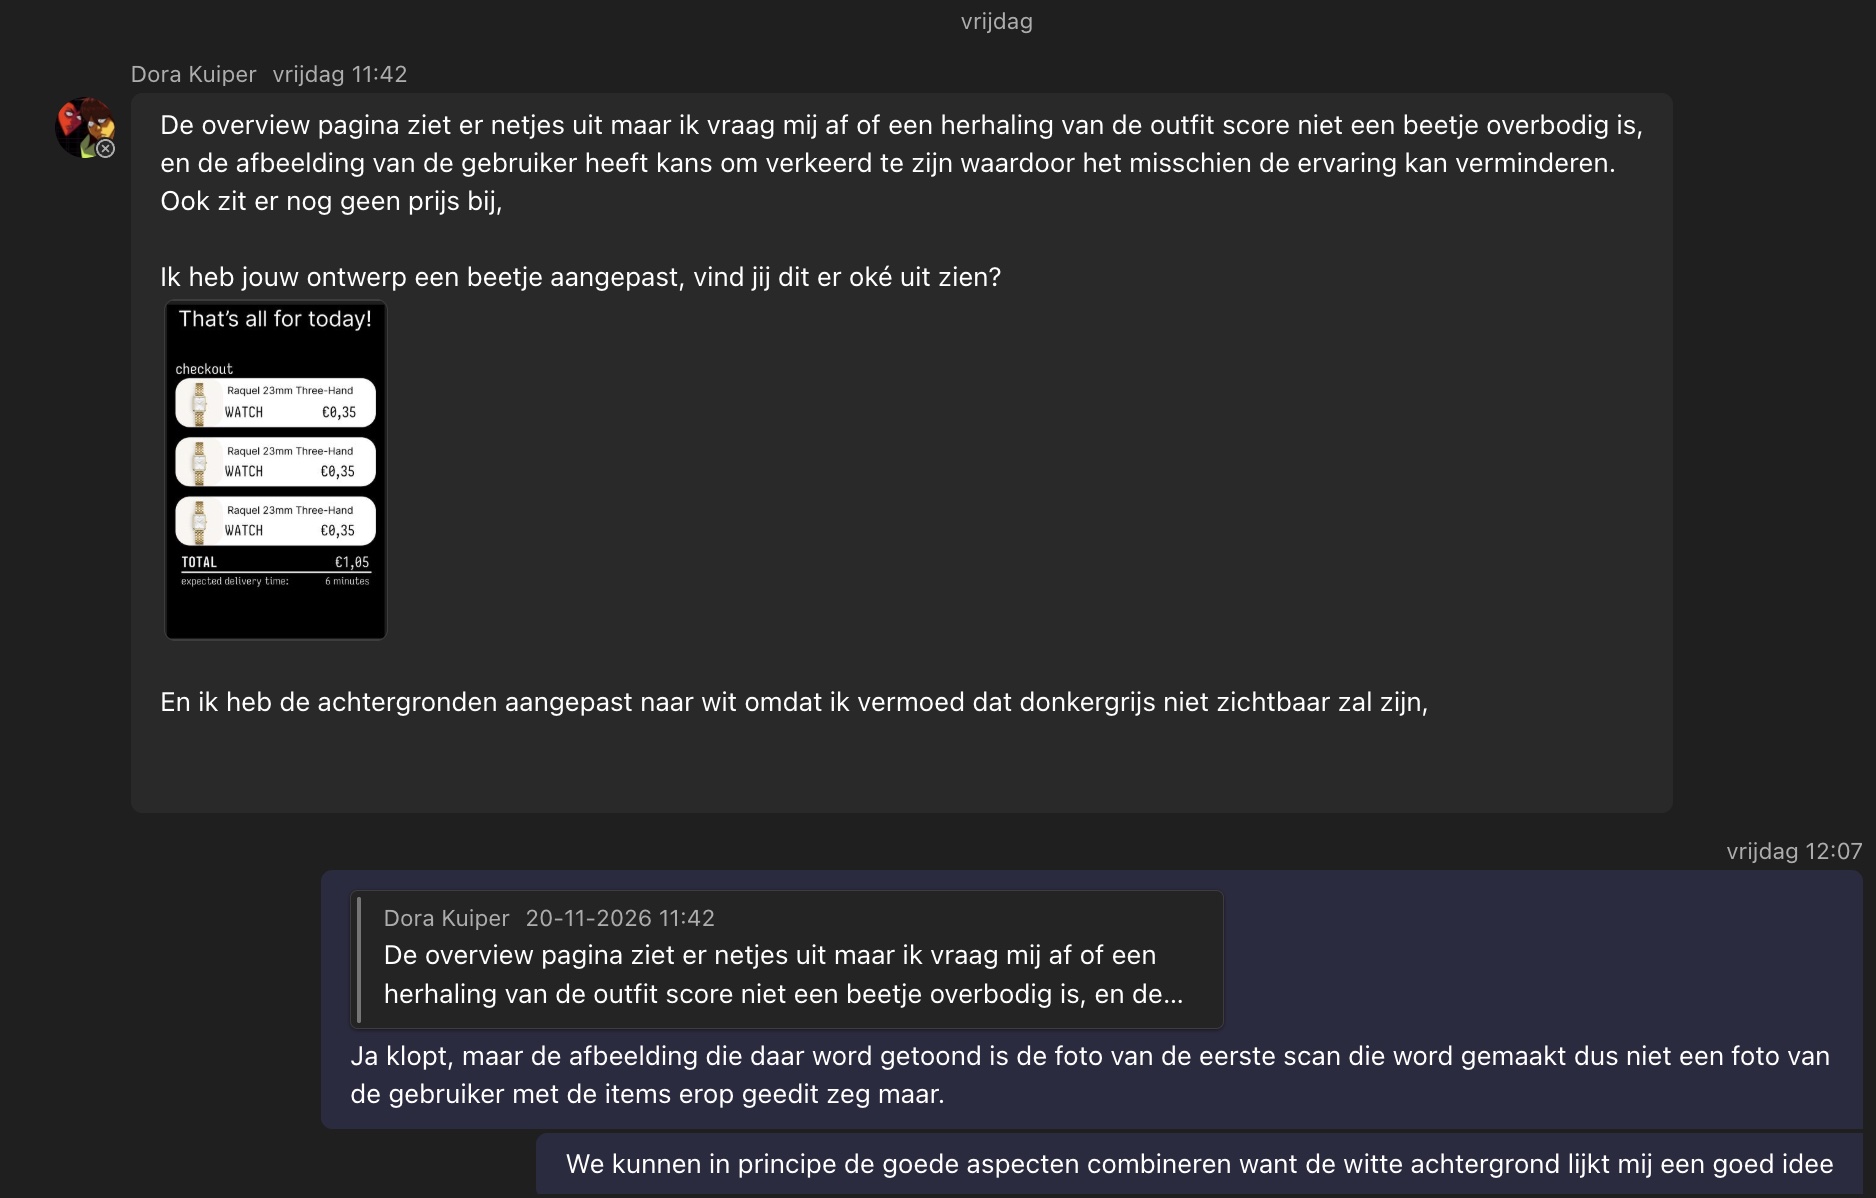 vrijdag
Dora Kuiper vrijdag 11:42
De overview pagina ziet er netjes uit maar ik vraag mij af of een herhaling van de outfit score niet een beetje overbodig is,
en de afbeelding van de gebruiker heeft kans om verkeerd te zijn waardoor het misschien de ervaring kan verminderen.
Ook zit er nog geen prijs bij,
Ik heb jouw ontwerp een beetje aangepast, vind jij dit er oké uit zien?
That's all for today!
checkout
Raquel 23mm Three-Hand
WATCH €0,35
Raquel 23mm Three-Hand
WATCH €0,35
Raquel 23mm Three-Hand
WATCH €0,35
TOTAL €1,05
expected delivery time: 6 minutes
En ik heb de achtergronden aangepast naar wit omdat ik vermoed dat donkergrijs niet zichtbaar zal zijn,
vrijdag 12:07
Dora Kuiper 20-11-2026 11:42
De overview pagina ziet er netjes uit maar ik vraag mij af of een
herhaling van de outfit score niet een beetje overbodig is, en de...
Ja klopt, maar de afbeelding die daar word getoond is de foto van de eerste scan die word gemaakt dus niet een foto van
de gebruiker met de items erop geedit zeg maar.
We kunnen in principe de goede aspecten combineren want de witte achtergrond lijkt mij een goed idee